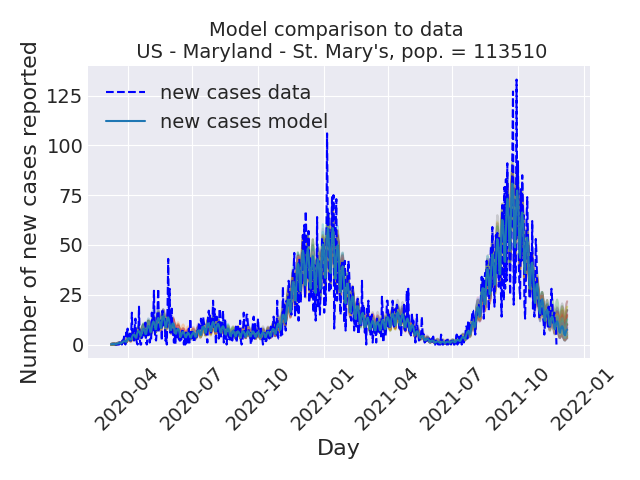 Model comparison to data
US - Maryland - St. Mary's, pop. = 113510
Number of new cases reported
new cases data
new cases model
125
100
75
50
25
0
2020-04
2020-07
2020-10
2021-01
2021-04
2021-07
2021-10
2022-01
Day